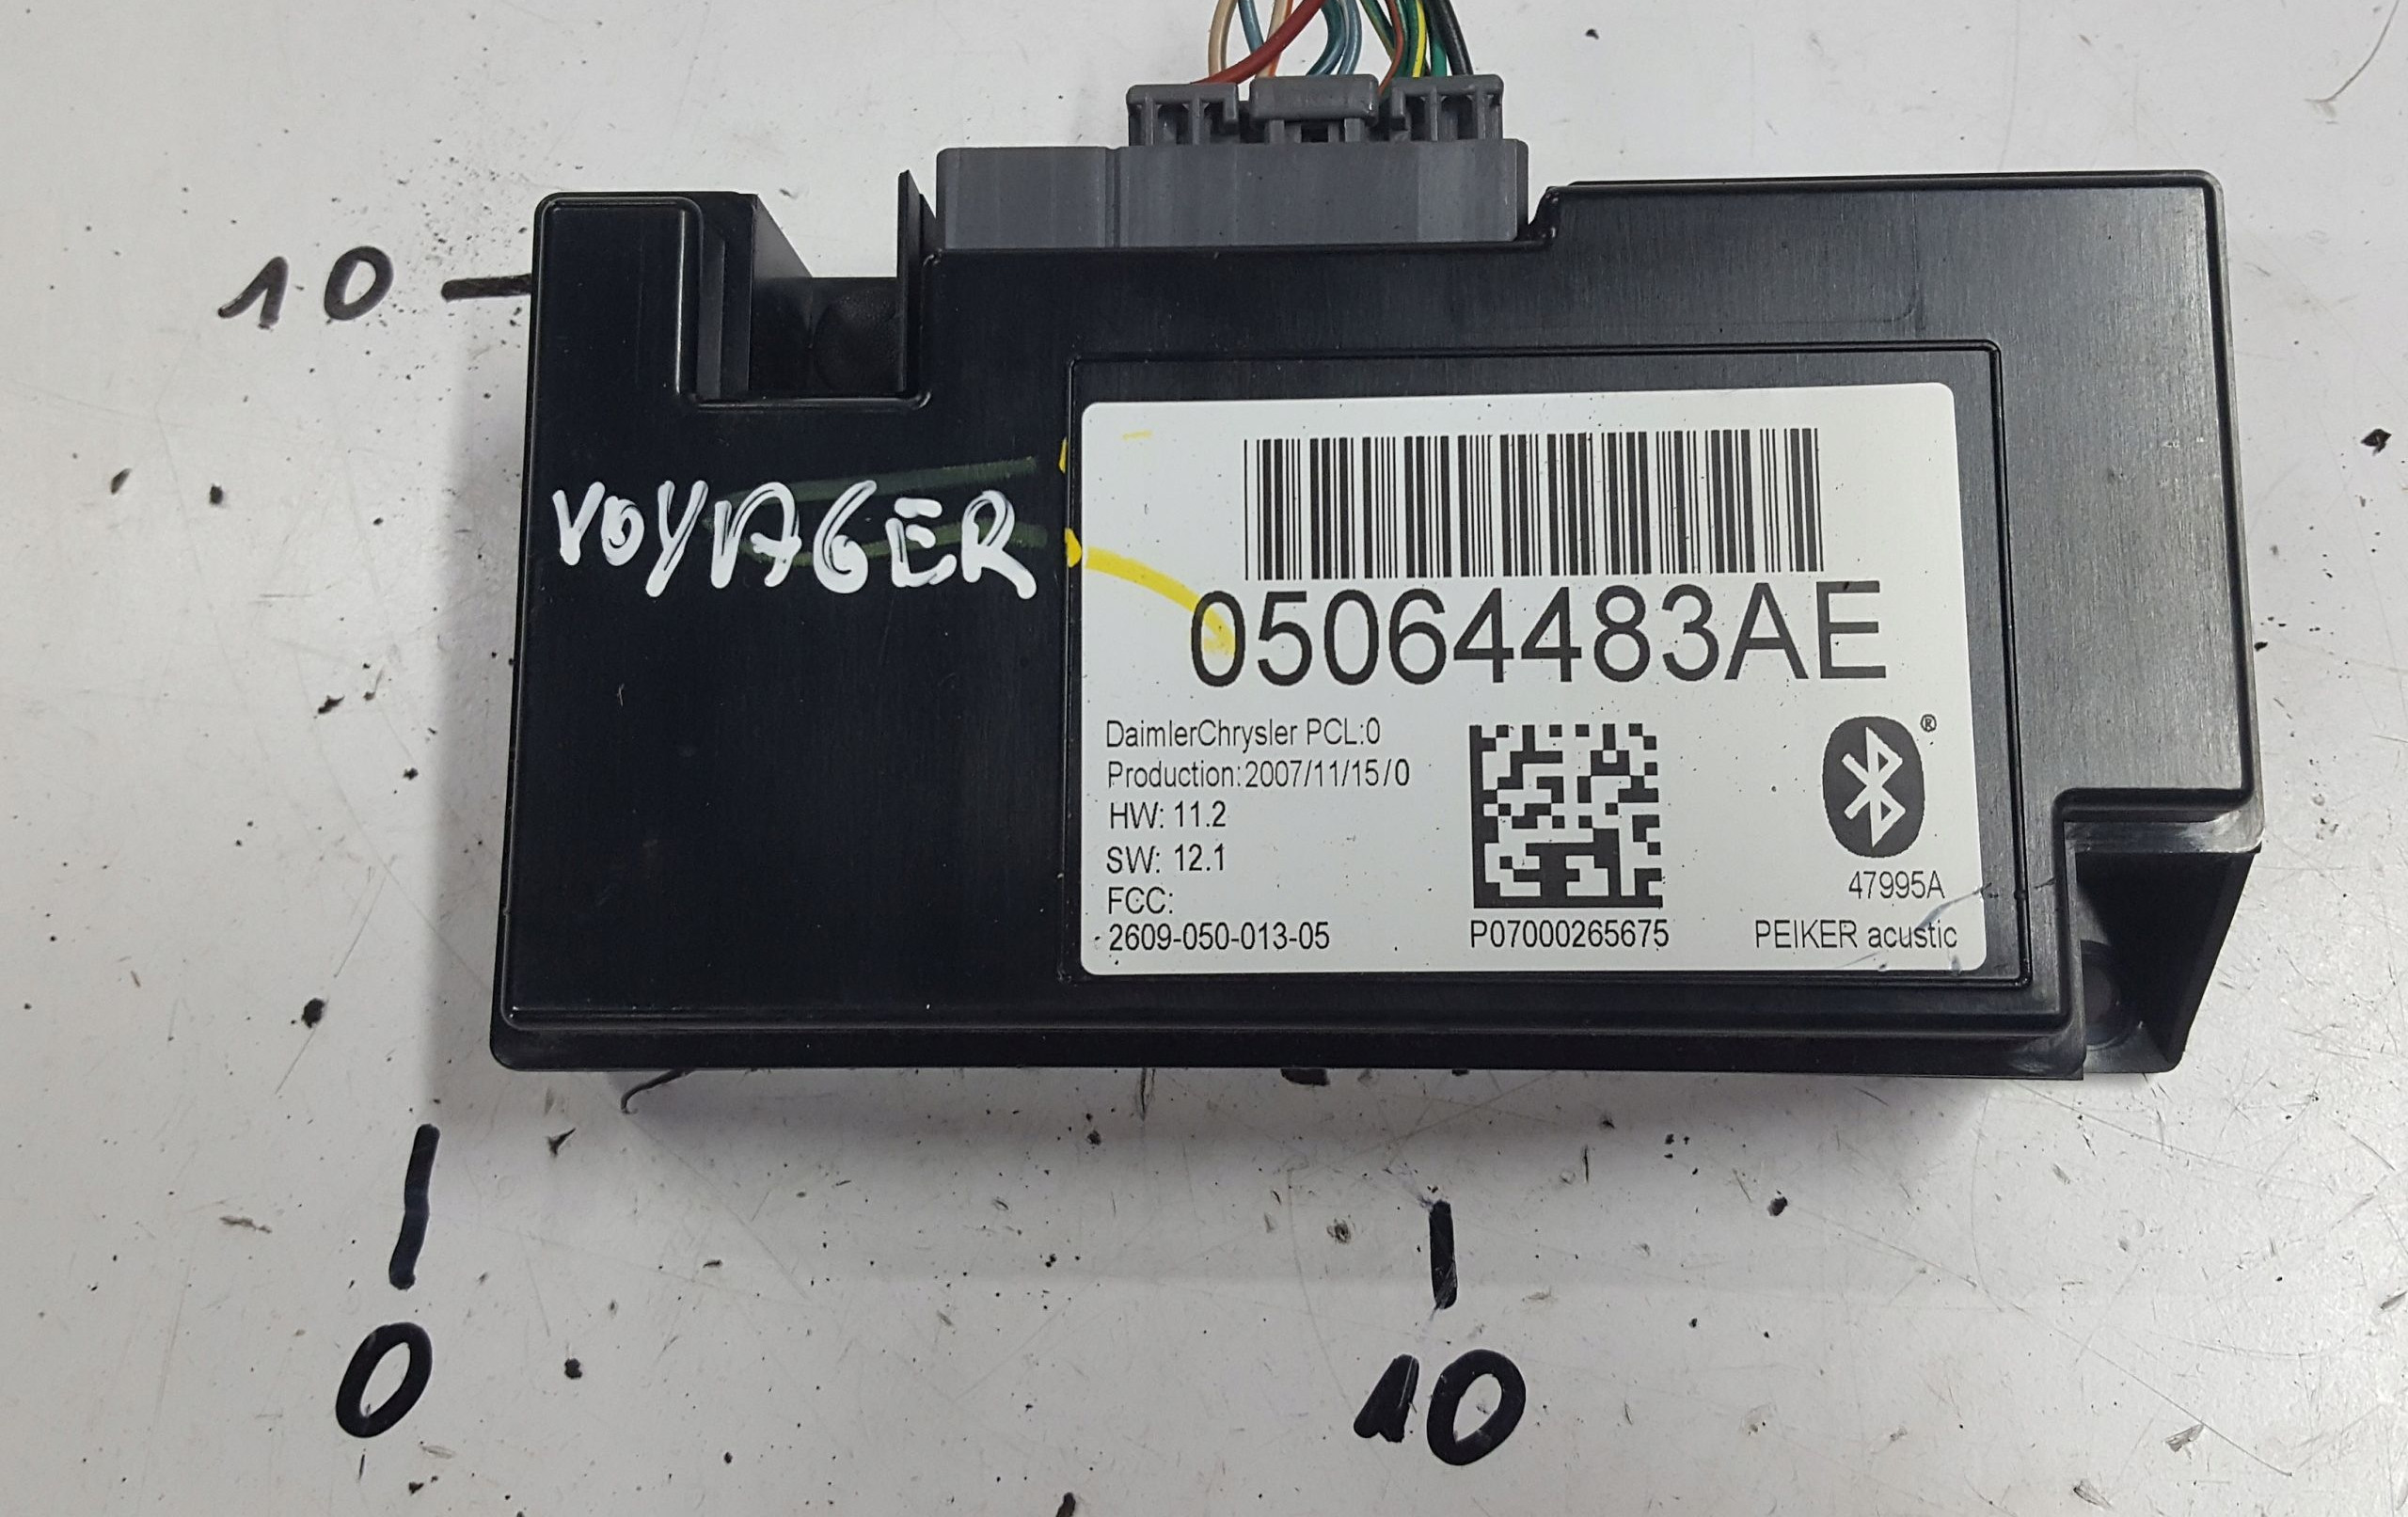 10
VOYAGER
05064483AE
DaimlerChrysler PCL:0
Production:2007/11/15/0
HW: 11.2
SW: 12.1
FCC:
2609-050-013-05
P07000265675
®
47995A
PEIKER acustic
0
10